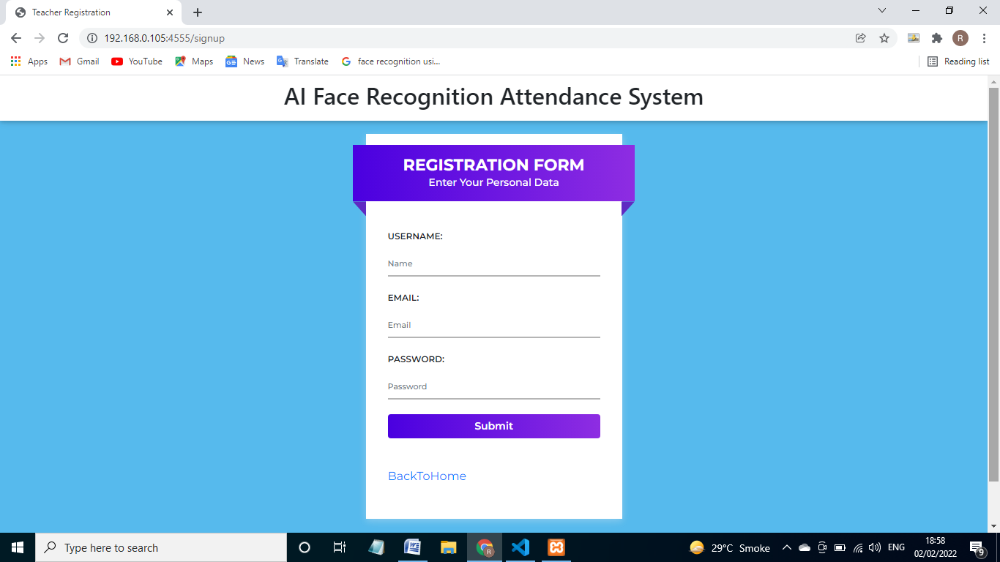 Teacher Registration
192.168.0.105:4555/signup
R
Apps Gmail YouTube Maps News Translate face recognition usi... Reading list
AI Face Recognition Attendance System
REGISTRATION FORM
Enter Your Personal Data
USERNAME:
Name
EMAIL:
Email
PASSWORD:
Password
Submit
BackToHome
Type here to search
29°C Smoke
ENG
18:58
02/02/2022
9